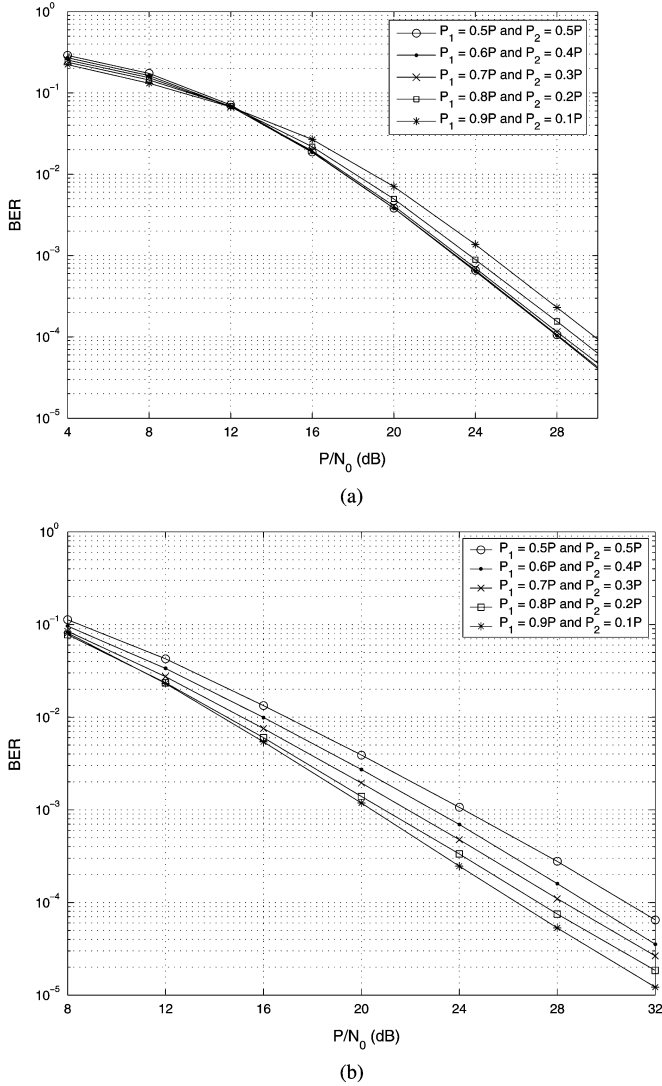 10^0
10^-1
10^-2
10^-3
10^-4
10^-5
BER
P_1 = 0.5P and P_2 = 0.5P
P_1 = 0.6P and P_2 = 0.4P
P_1 = 0.7P and P_2 = 0.3P
P_1 = 0.8P and P_2 = 0.2P
P_1 = 0.9P and P_2 = 0.1P
4 8 12 16 20 24 28
P/N_0 (dB)
(a)
10^0
10^-1
10^-2
10^-3
10^-4
10^-5
BER
P_1 = 0.5P and P_2 = 0.5P
P_1 = 0.6P and P_2 = 0.4P
P_1 = 0.7P and P_2 = 0.3P
P_1 = 0.8P and P_2 = 0.2P
P_1 = 0.9P and P_2 = 0.1P
8 12 16 20 24 28 32
P/N_0 (dB)
(b)